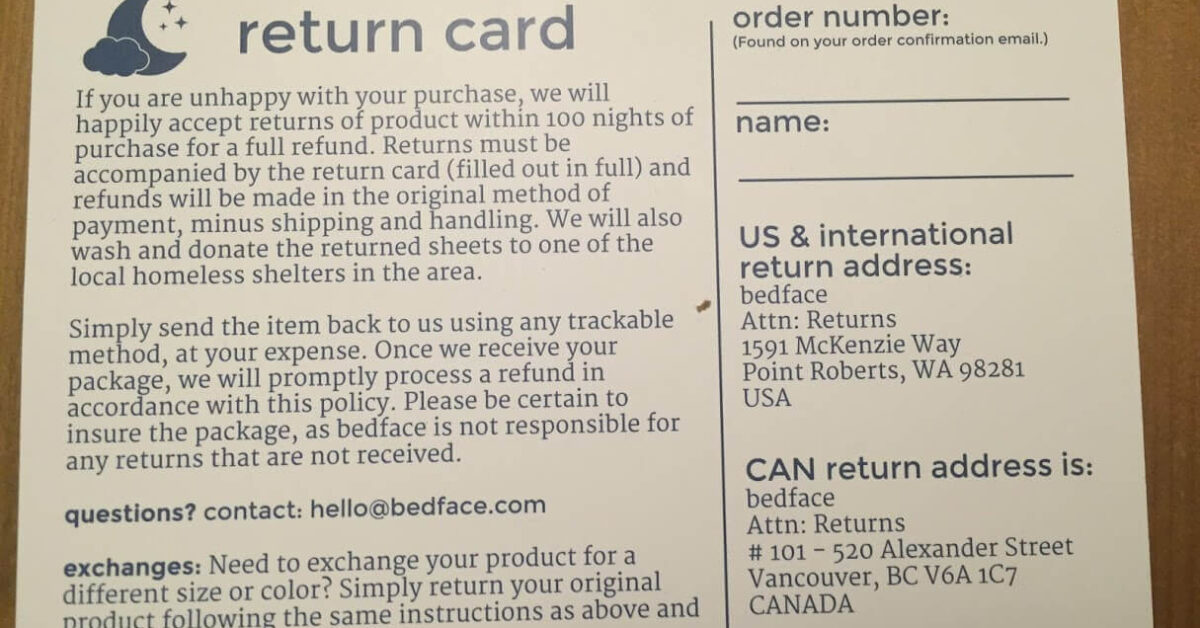 return card
If you are unhappy with your purchase, we will
happily accept returns of product within 100 nights of
purchase for a full refund. Returns must be
accompanied by the return card (filled out in full) and
refunds will be made in the original method of
payment, minus shipping and handling. We will also
wash and donate the returned sheets to one of the
local homeless shelters in the area.
Simply send the item back to us using any trackable
method, at your expense. Once we receive your
package, we will promptly process a refund in
accordance with this policy. Please be certain to
insure the package, as bedface is not responsible for
any returns that are not received.
questions? contact: hello@bedface.com
exchanges: Need to exchange your product for a
different size or color? Simply return your original
product following the same instructions as above and
order number:
(Found on your order confirmation email.)
name:
US & international
return address:
bedface
Attn: Returns
1591 McKenzie Way
Point Roberts, WA 98281
USA
CAN return address is:
bedface
Attn: Returns
# 101 - 520 Alexander Street
Vancouver, BC V6A 1C7
CANADA